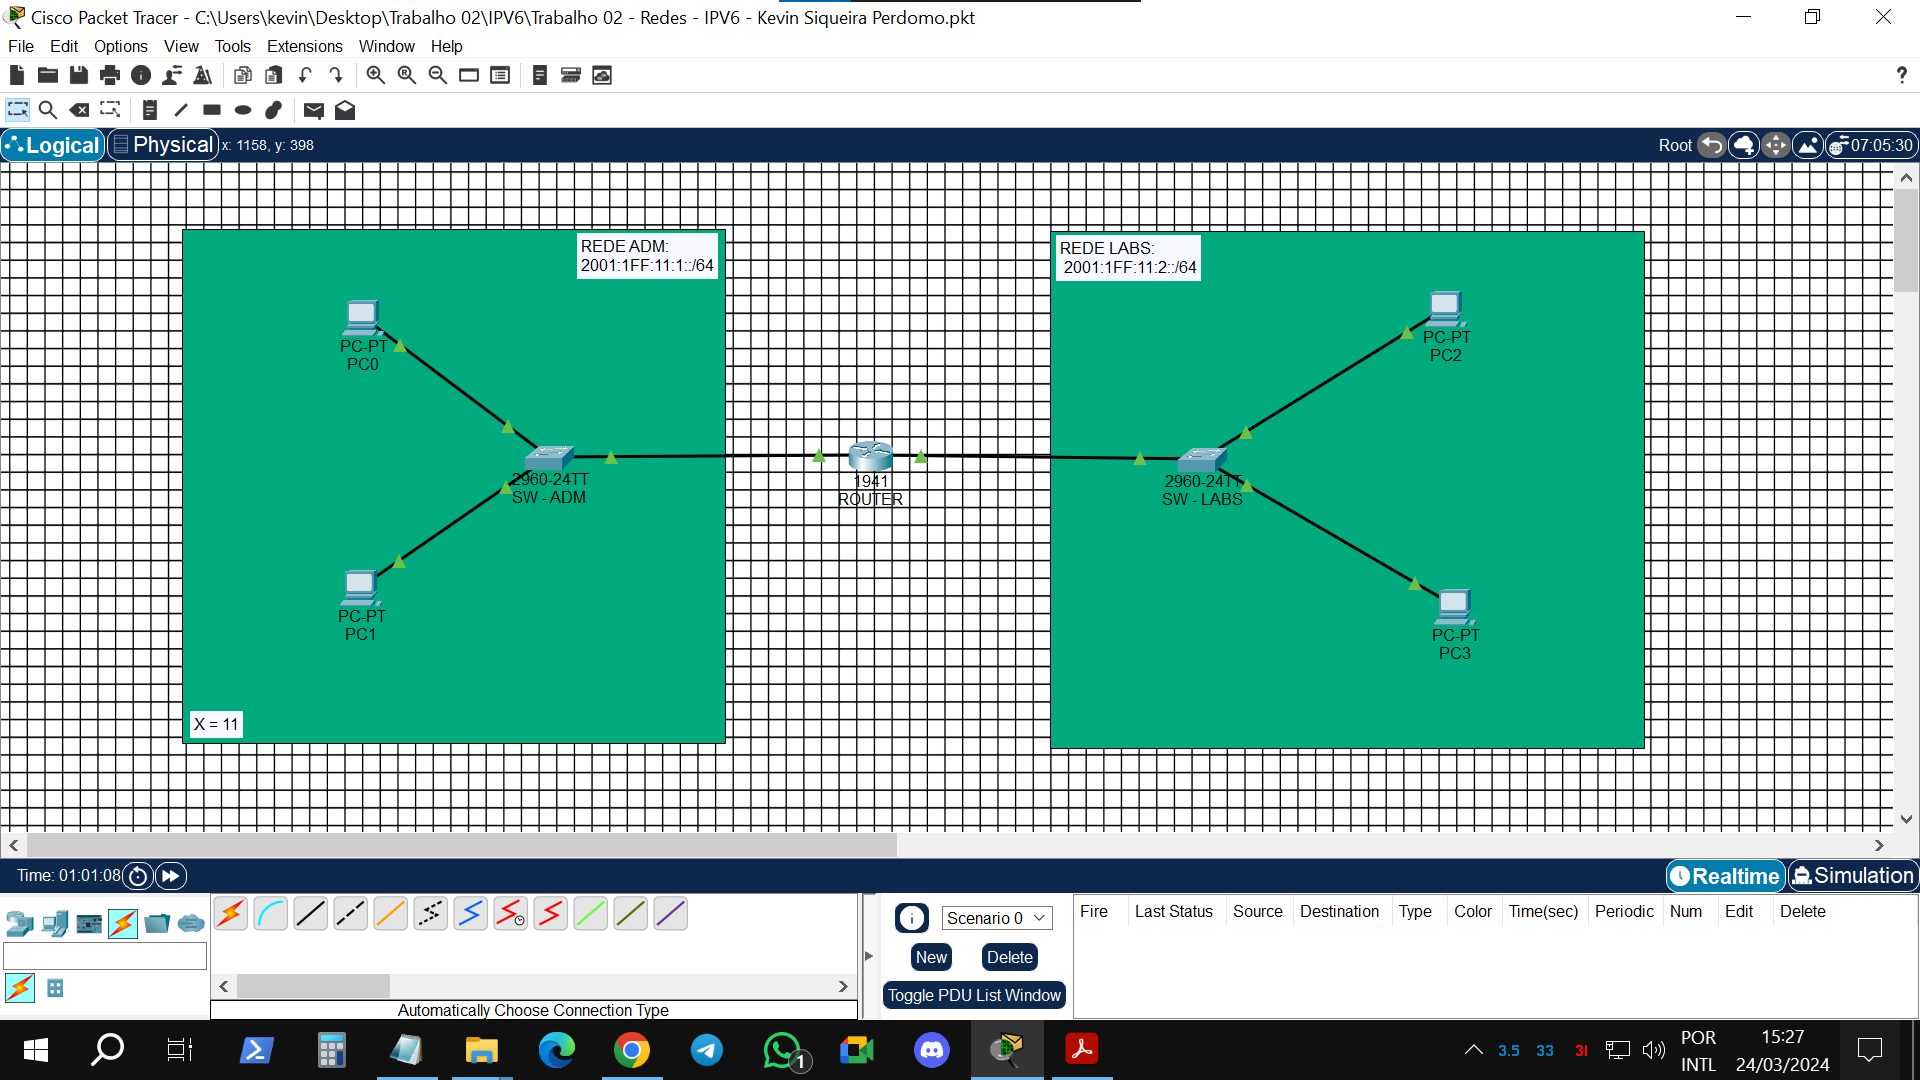 Cisco Packet Tracer - C:\Users\kevin\Desktop\Trabalho 02\IPV6\Trabalho 02 - Redes - IPV6 - Kevin Siqueira Perdomo.pkt
File Edit Options View Tools Extensions Window Help
?
Logical Physical x: 1158, y: 398 Root 07:05:30
REDE ADM:
2001:1FF:11:1::/64
REDE LABS:
2001:1FF:11:2::/64
PC-PT
PC0
PC-PT
PC2
2960-24TT
SW - ADM
1941
ROUTER
2960-24TT
SW - LABS
PC-PT
PC1
PC-PT
PC3
X = 11
Time: 01:01:08 Realtime Simulation
Scenario 0
New Delete
Toggle PDU List Window
Fire Last Status Source Destination Type Color Time(sec) Periodic Num Edit Delete
Automatically Choose Connection Type
1
3.5 33 31
POR
INTL
15:27
24/03/2024